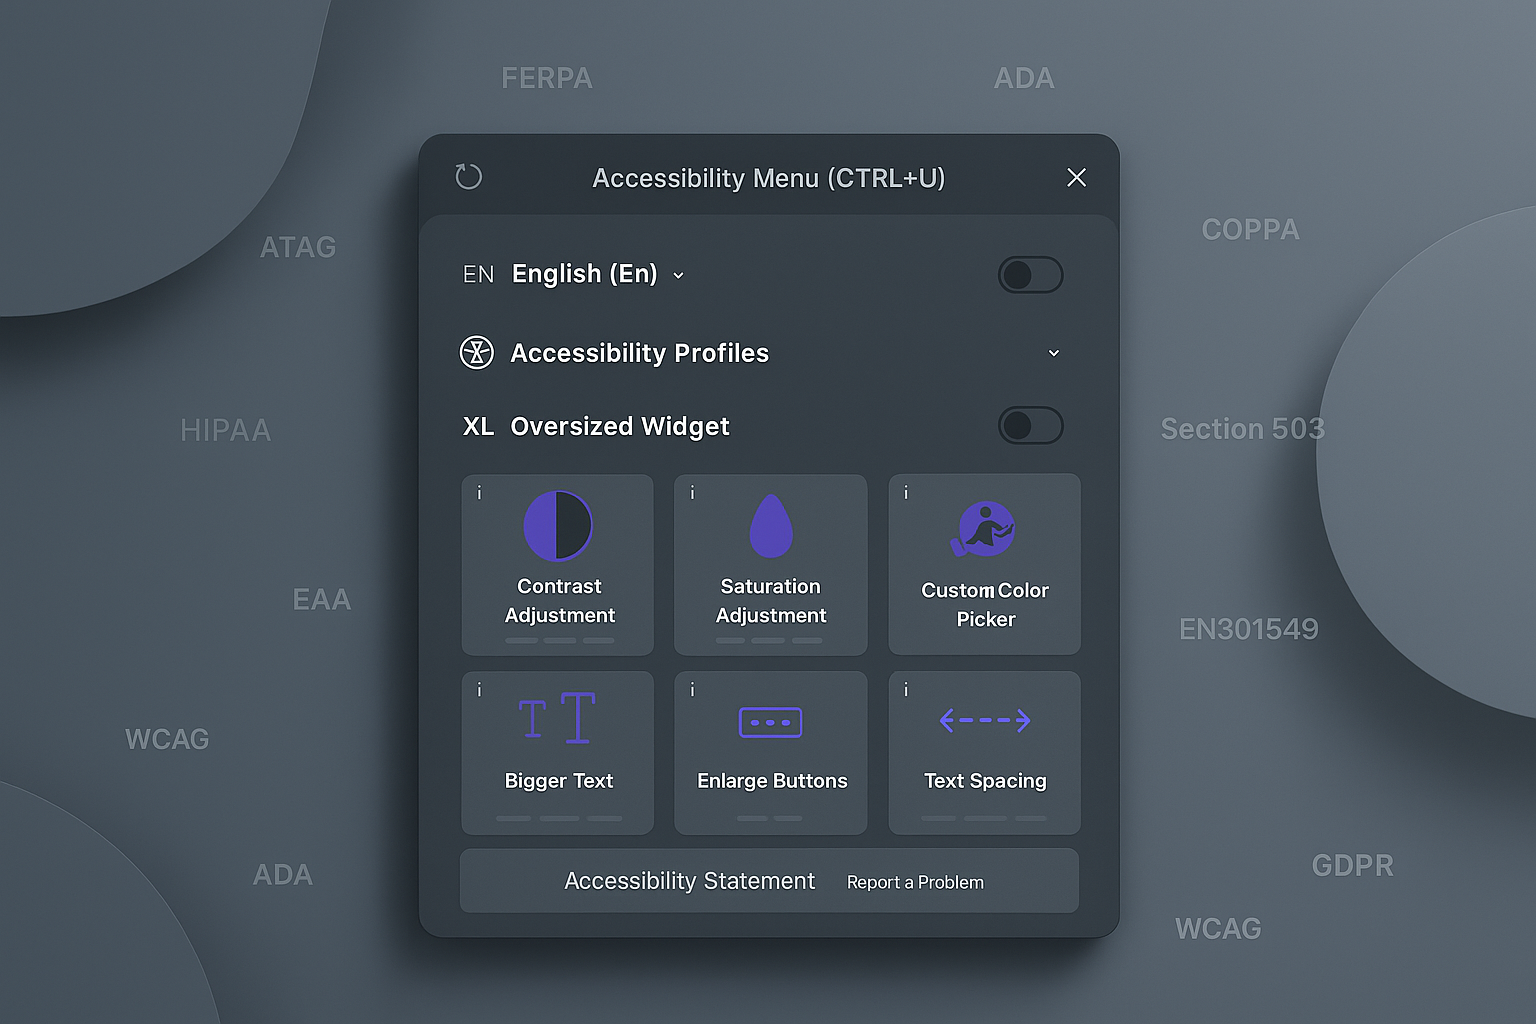 FERPA
ADA
Accessibility Menu (CTRL+U)
COPPA
ATAG
EN English (En)
Accessibility Profiles
HIPAA
XL Oversized Widget
Section 503
i
i
i
Contrast
Adjustment
Saturation
Adjustment
Custom Color
Picker
EAA
EN301549
i
i
i
WCAG
Bigger Text
Enlarge Buttons
Text Spacing
ADA
Accessibility Statement
Report a Problem
GDPR
WCAG